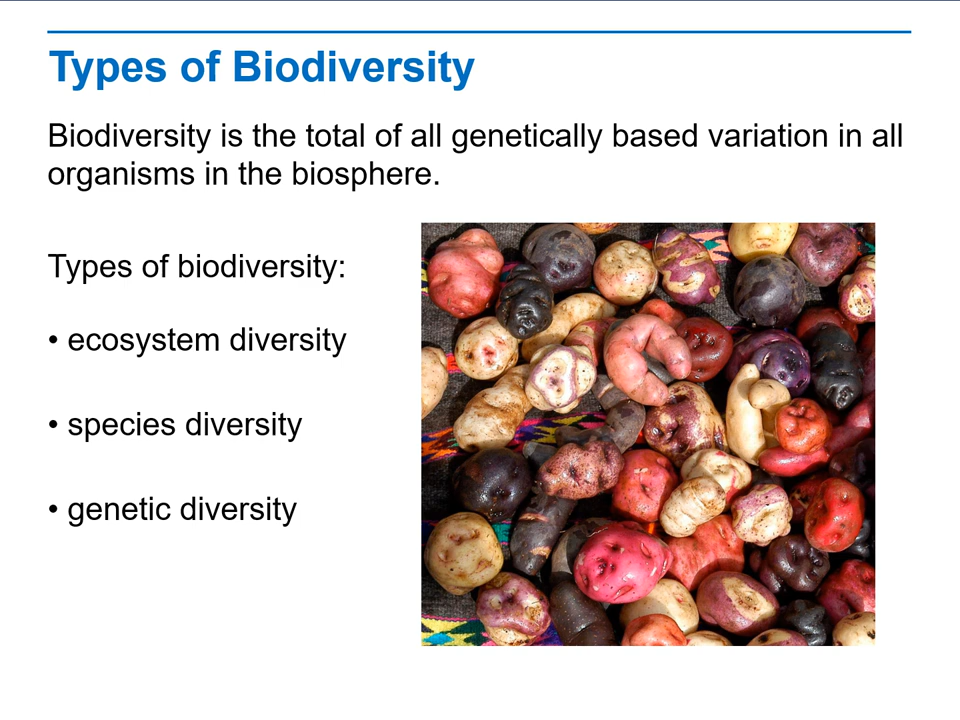 Types of Biodiversity
Biodiversity is the total of all genetically based variation in all
organisms in the biosphere.
Types of biodiversity:
• ecosystem diversity
• species diversity
• genetic diversity